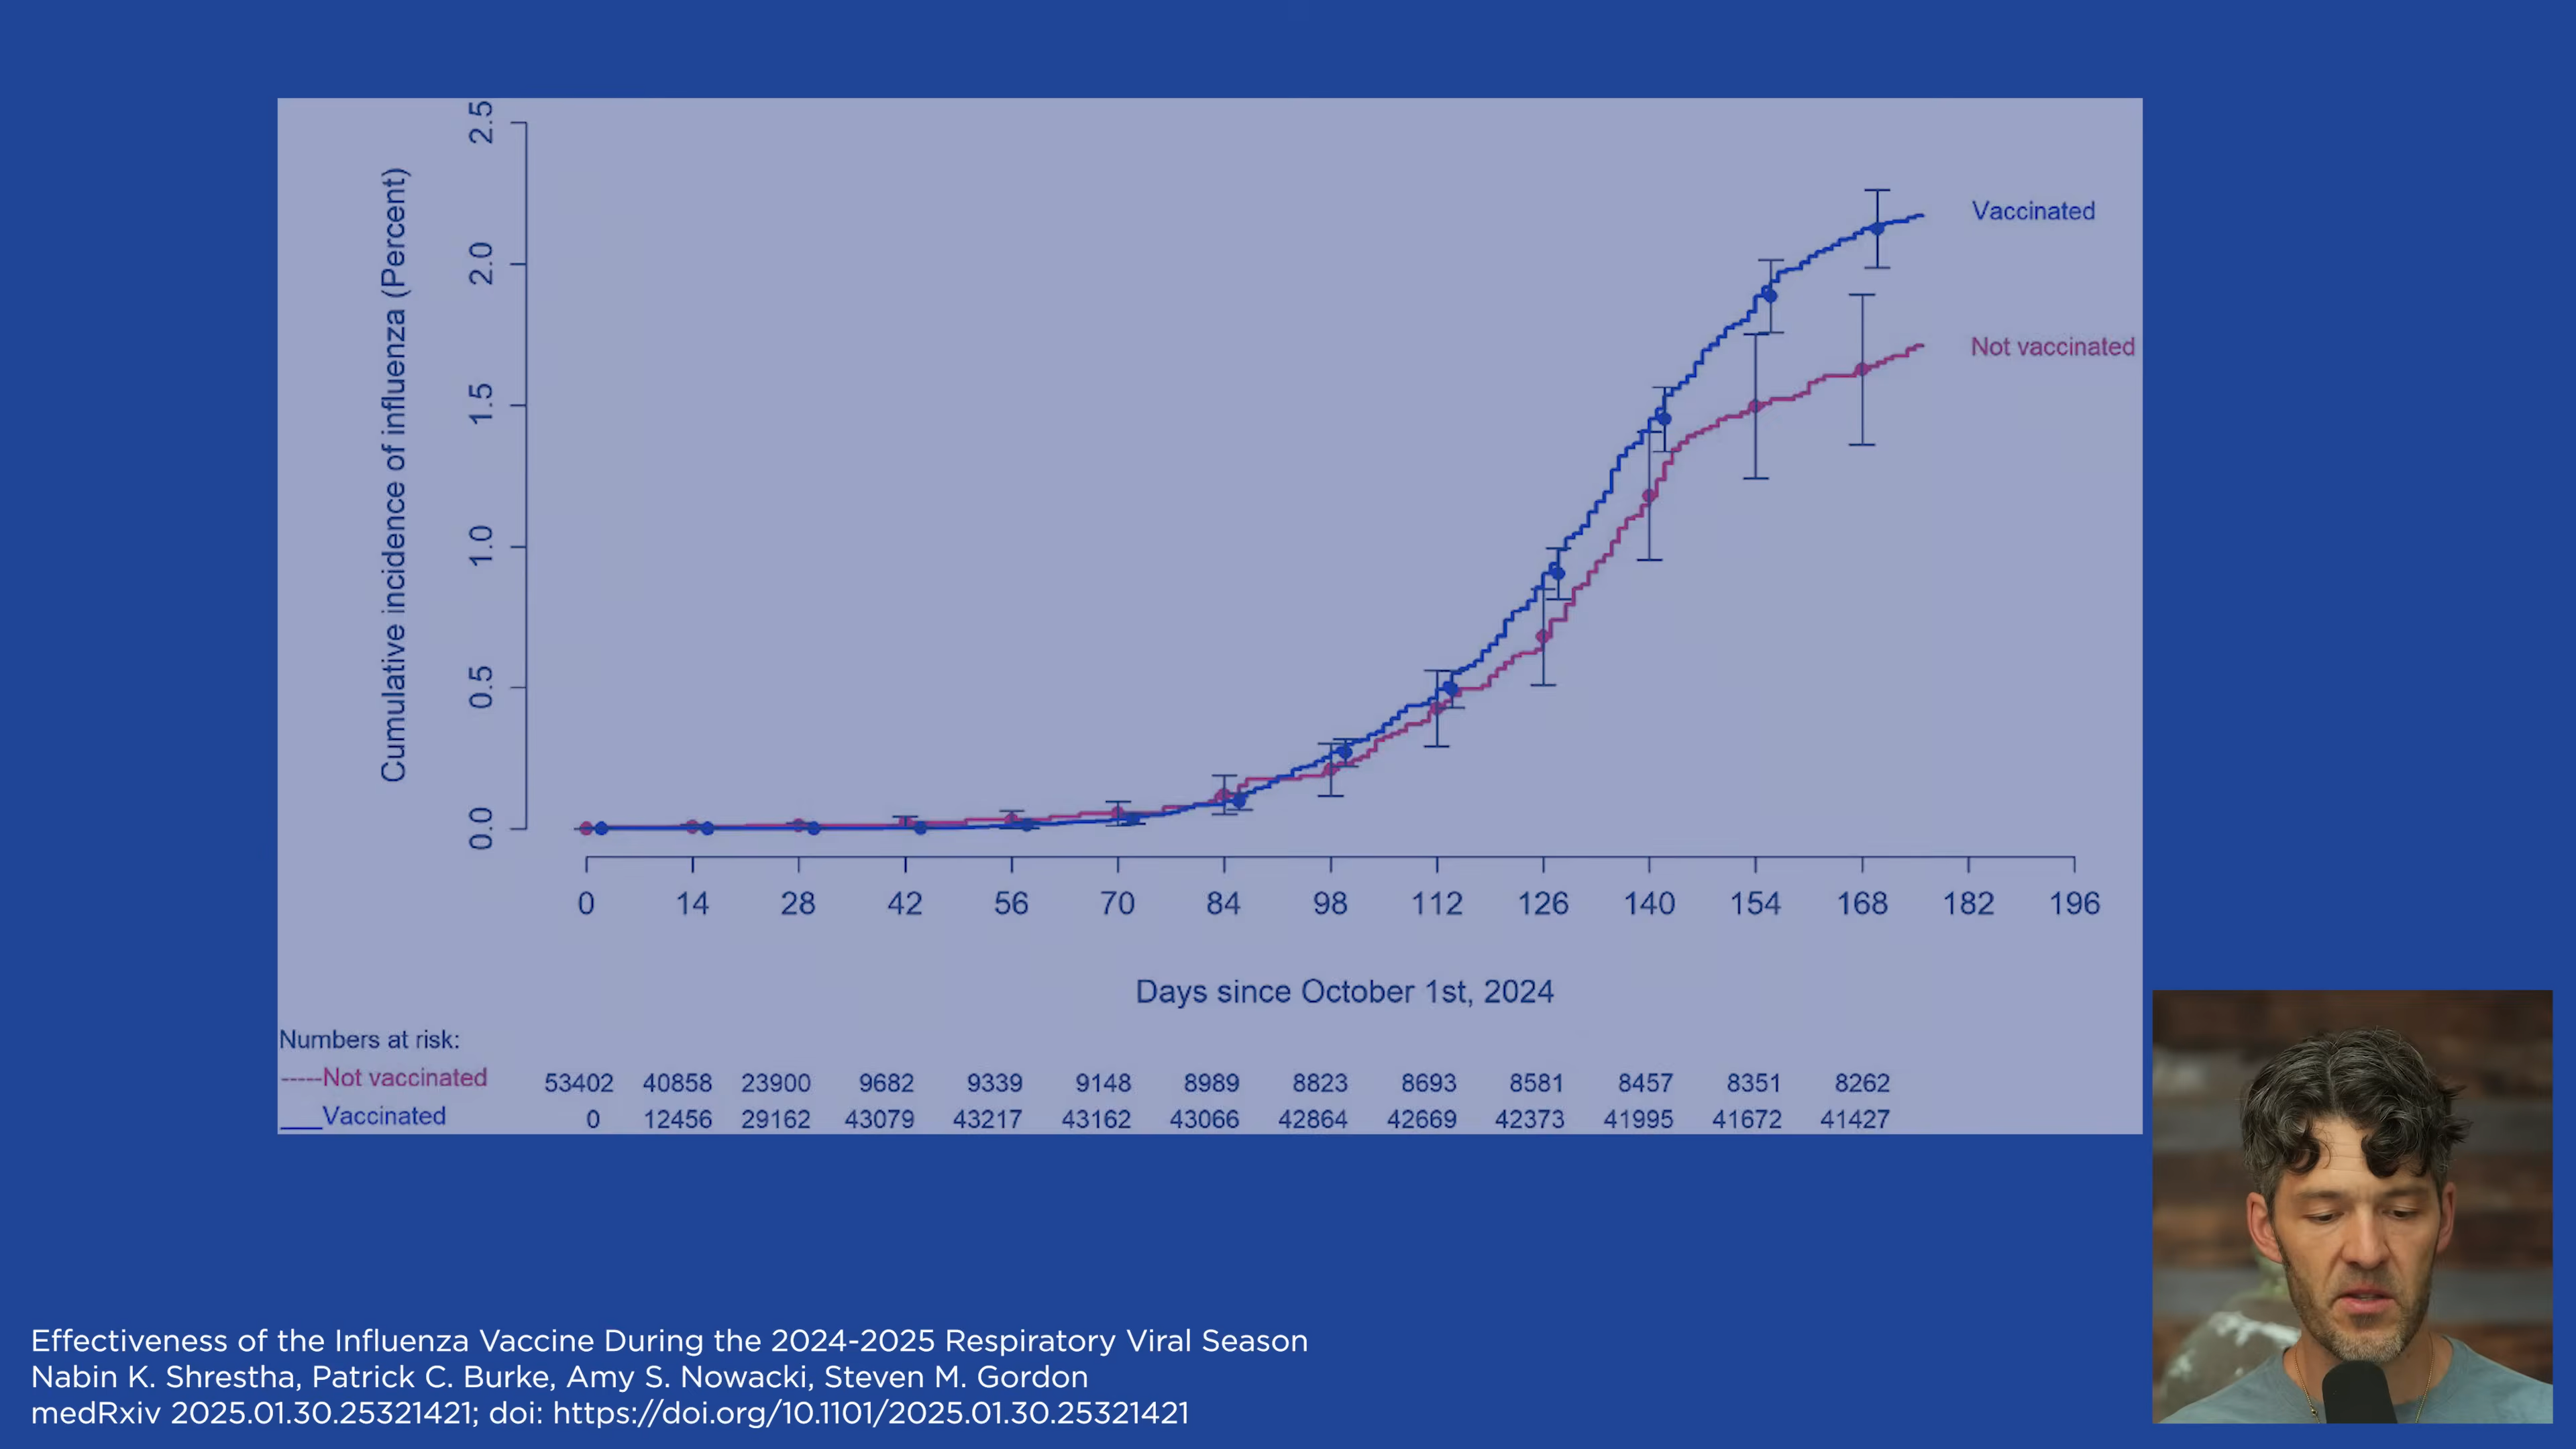 2.5
2.0
1.5
1.0
0.5
0.0
Cumulative incidence of influenza (Percent)
Vaccinated
Not vaccinated
0 14 28 42 56 70 84 98 112 126 140 154 168 182 196
Days since October 1st, 2024
Numbers at risk:
-----Not vaccinated 53402 40858 23900 9682 9339 9148 8989 8823 8693 8581 8457 8351 8262
___Vaccinated 0 12456 29162 43079 43217 43162 43066 42864 42669 42373 41995 41672 41427
Effectiveness of the Influenza Vaccine During the 2024-2025 Respiratory Viral Season
Nabin K. Shrestha, Patrick C. Burke, Amy S. Nowacki, Steven M. Gordon
medRxiv 2025.01.30.25321421; doi: https://doi.org/10.1101/2025.01.30.25321421